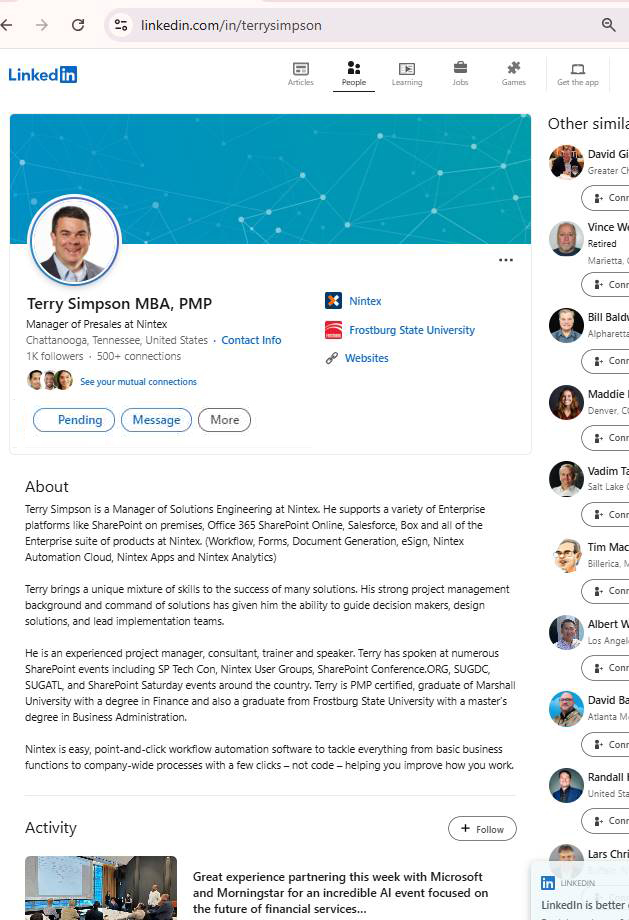 linkedin.com/in/terrysimpson
Linked in
Articles
People
Learning
Jobs
Games
Get the app
Terry Simpson MBA, PMP
Manager of Presales at Nintex
Chattanooga, Tennessee, United States · Contact Info
1K followers · 500+ connections
See your mutual connections
Nintex
Frostburg State University
Websites
Pending
Message
More
About
Terry Simpson is a Manager of Solutions Engineering at Nintex. He supports a variety of Enterprise
platforms like SharePoint on premises, Office 365 SharePoint Online, Salesforce, Box and all of the
Enterprise suite of products at Nintex. (Workflow, Forms, Document Generation, eSign, Nintex
Automation Cloud, Nintex Apps and Nintex Analytics)
Terry brings a unique mixture of skills to the success of many solutions. His strong project management
background and command of solutions has given him the ability to guide decision makers, design
solutions, and lead implementation teams.
He is an experienced project manager, consultant, trainer and speaker. Terry has spoken at numerous
SharePoint events including SP Tech Con, Nintex User Groups, SharePoint Conference.ORG, SUGDC,
SUGATL, and SharePoint Saturday events around the country. Terry is PMP certified, graduate of Marshall
University with a degree in Finance and also a graduate from Frostburg State University with a master's
degree in Business Administration.
Nintex is easy, point-and-click workflow automation software to tackle everything from basic business
functions to company-wide processes with a few clicks – not code – helping you improve how you work.
Activity
+ Follow
Great experience partnering this week with Microsoft
and Morningstar for an incredible AI event focused on
the future of financial services...
Other simila
David Gi
Greater Ch
Conr
Vince We
Retired
Marietta,
Conr
Bill Baldw
Alpharetta
Conr
Maddie
Denver, CO
Conr
Vadim Ta
Salt Lake C
Conr
Tim Mac
Billerica, M
Conr
Albert W
Los Angel
Conr
David Ba
Atlanta M
Conr
Randall
United Sta
Conr
Lars Chri
in LINKEDIN
LinkedIn is better